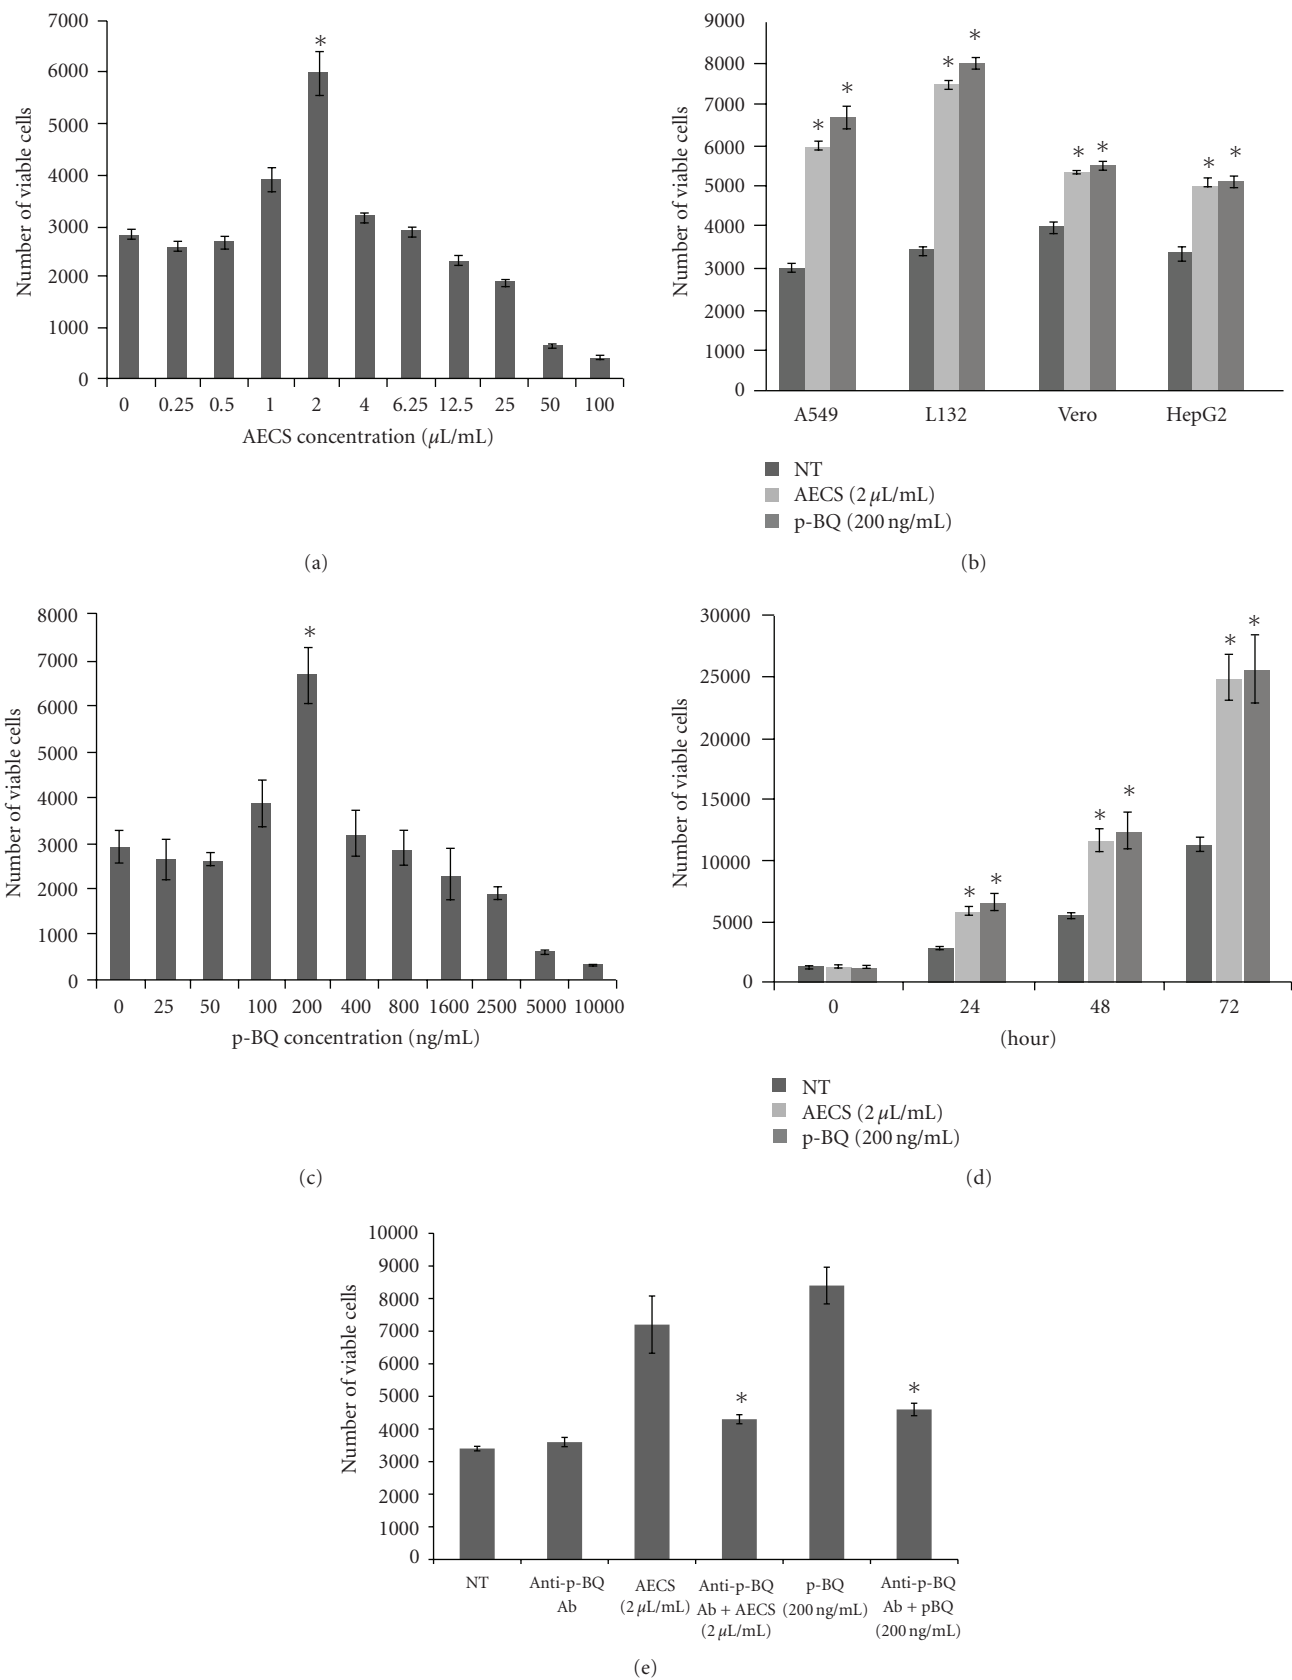 7000
6000
5000
4000
3000
2000
1000
0
Number of viable cells
*
0 0.25 0.5 1 2 4 6.25 12.5 25 50 100
AECS concentration (μL/mL)
(a)
9000
8000
7000
6000
5000
4000
3000
2000
1000
0
Number of viable cells
* * * * * * * *
A549 L132 Vero HepG2
NT
AECS (2 μL/mL)
p-BQ (200 ng/mL)
(b)
8000
7000
6000
5000
4000
3000
2000
1000
0
Number of viable cells
*
0 25 50 100 200 400 800 1600 2500 5000 10000
p-BQ concentration (ng/mL)
(c)
30000
25000
20000
15000
10000
5000
0
Number of viable cells
* * * * * *
0 24 48 72
(hour)
NT
AECS (2 μL/mL)
p-BQ (200 ng/mL)
(d)
10000
9000
8000
7000
6000
5000
4000
3000
2000
1000
0
Number of viable cells
* *
NT
Anti-p-BQ
Ab
AECS
(2 μL/mL)
Anti-p-BQ
Ab + AECS
(2 μL/mL)
p-BQ
(200 ng/mL)
Anti-p-BQ
Ab + pBQ
(200 ng/mL)
(e)